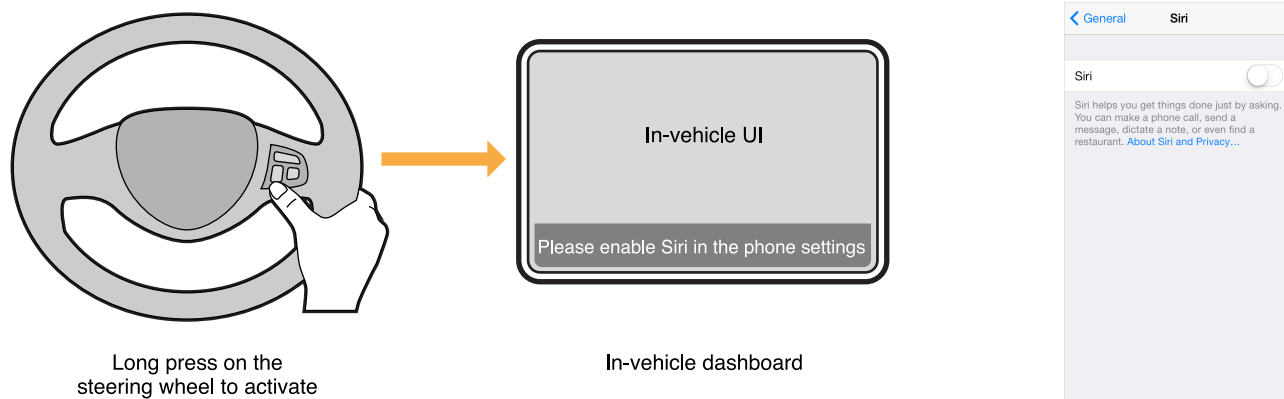 Long press on the
steering wheel to activate
In-vehicle UI
Please enable Siri in the phone settings
In-vehicle dashboard
General Siri
Siri
Siri helps you get things done just by asking.
You can make a phone call, send a
message, dictate a note, or even find a
restaurant. About Siri and Privacy...